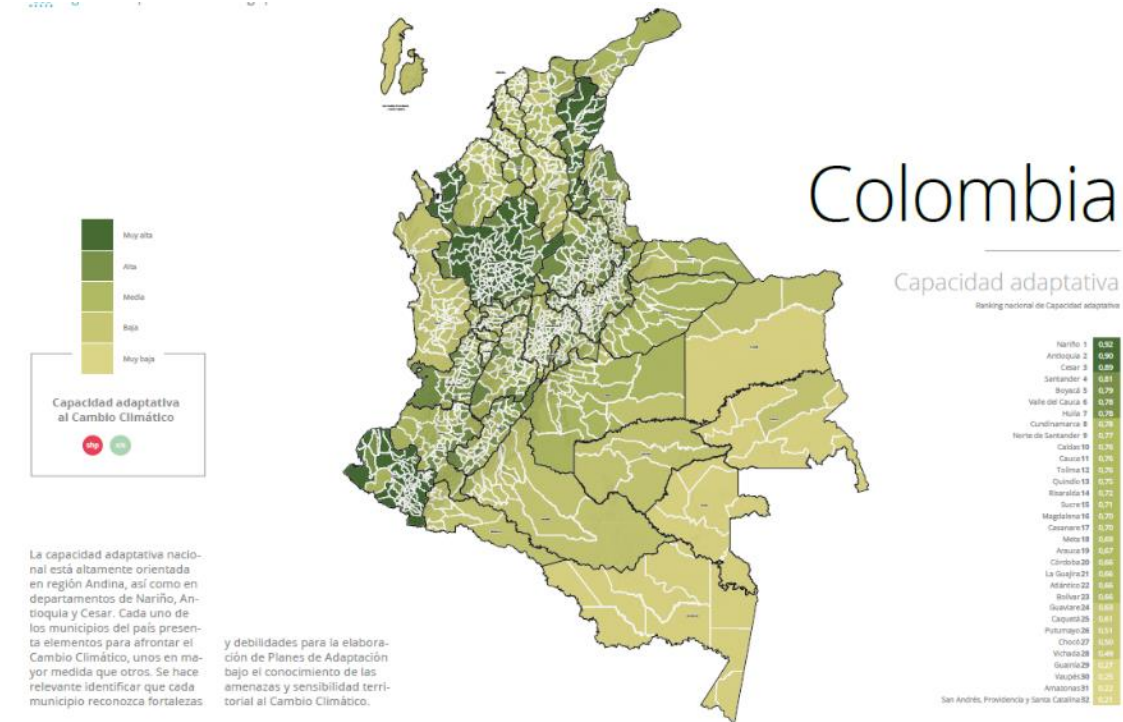 Colombia
Capacidad adaptativa
Ranking nacional de Capacidad adaptativa
Muy alta
Alta
Media
Baja
Muy baja
Capacidad adaptativa
al Cambio Climático
shp
xls
Nariño 1 0,92
Antioquia 2 0,90
Cesar 3 0,89
Santander 4 0,81
Boyacá 5 0,79
Valle del Cauca 6 0,78
Huila 7 0,78
Cundinamarca 8 0,78
Norte de Santander 9 0,77
Caldas 10 0,76
Cauca 11 0,76
Tolima 12 0,76
Quindío 13 0,75
Risaralda 14 0,72
Sucre 15 0,71
Magdalena 16 0,70
Casanare 17 0,70
Meta 18 0,69
Arauca 19 0,67
Córdoba 20 0,66
La Guajira 21 0,66
Atlántico 22 0,66
Bolívar 23 0,66
Guaviare 24 0,63
Caquetá 25 0,61
Putumayo 26 0,51
Chocó 27 0,50
Vichada 28 0,49
Guainía 29 0,27
Vaupés 30 0,25
Amazonas 31 0,22
San Andrés, Providencia y Santa Catalina 32 0,21
La capacidad adaptativa nacio-
nal está altamente orientada
en región Andina, así como en
departamentos de Nariño, An-
tioquia y Cesar. Cada uno de
los municipios del país presen-
ta elementos para afrontar el
Cambio Climático, unos en ma-
yor medida que otros. Se hace
relevante identificar que cada
municipio reconozca fortalezas
y debilidades para la elabora-
ción de Planes de Adaptación
bajo el conocimiento de las
amenazas y sensibilidad terri-
torial al Cambio Climático.